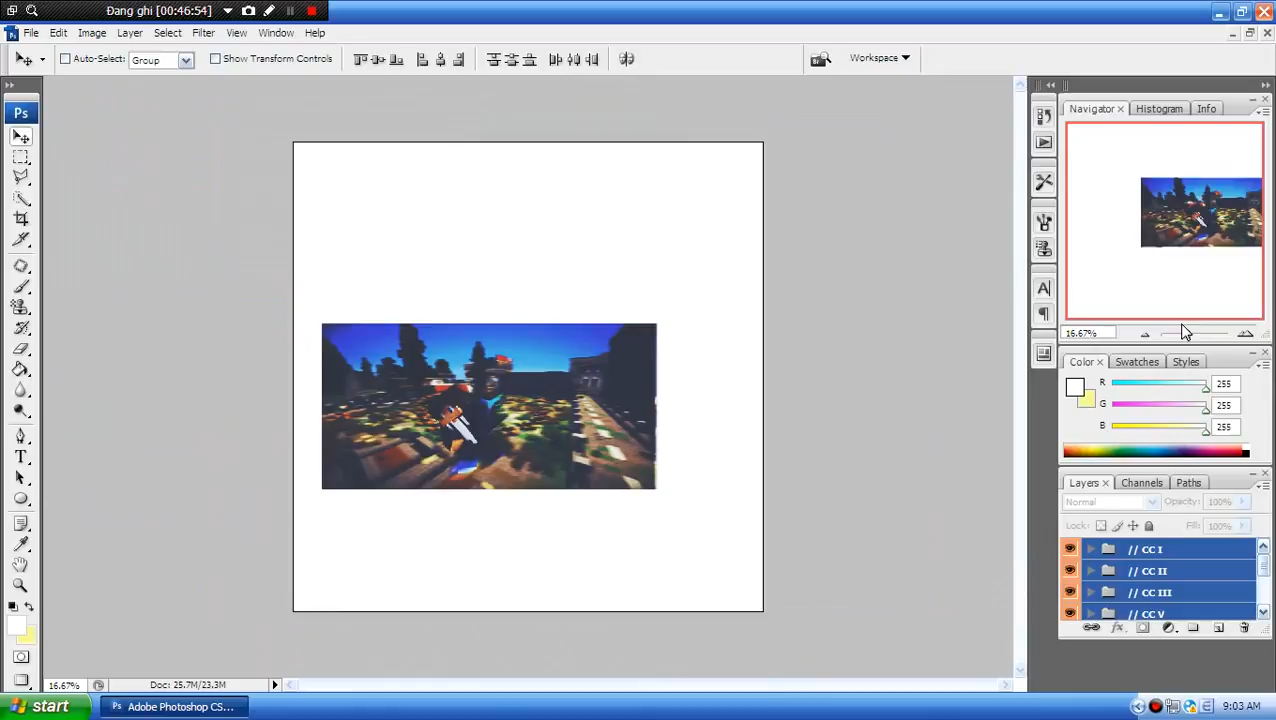 Đang ghi [00:46:54]
File Edit Image Layer Select Filter View Window Help
Auto-Select: Group Show Transform Controls Workspace
Ps
Navigator Histogram Info
16.67%
Color Swatches Styles
R 255
G 255
B 255
Layers Channels Paths
Normal Opacity: 100%
Lock: Fill: 100%
// CC I
// CC II
// CC III
// CC V
16.67% Doc: 25.7M/23.3M
start Ps Adobe Photoshop CS... 9:03 AM